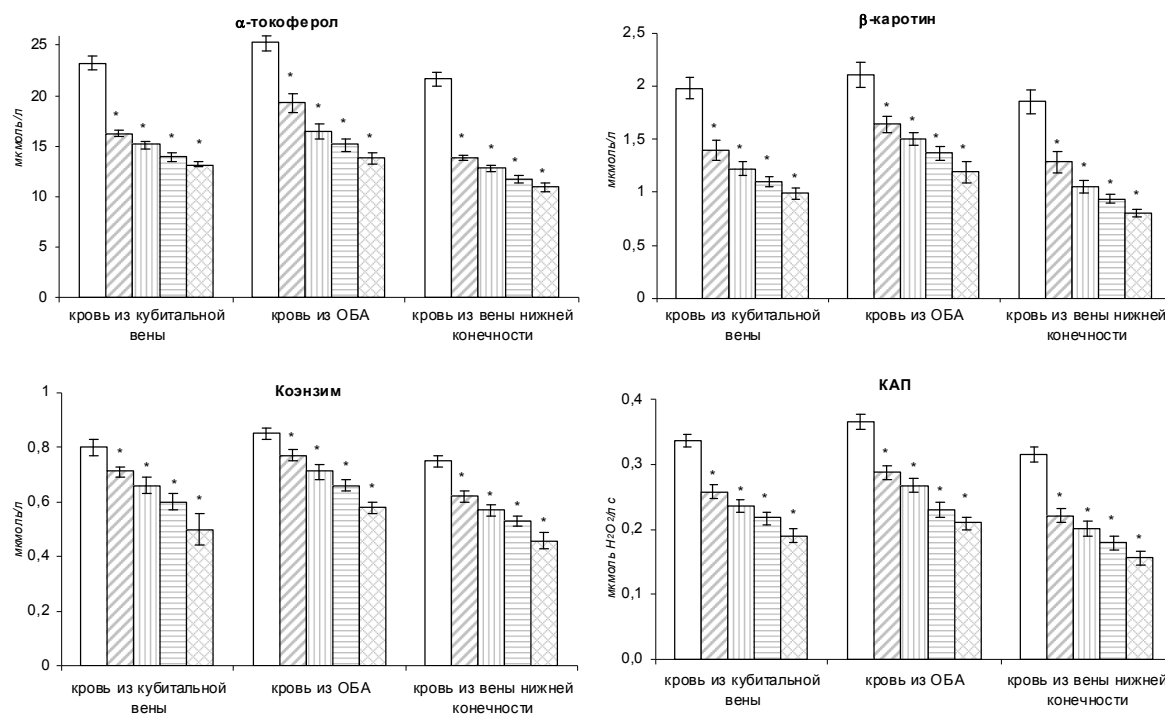 α-токоферол
25
20
15
10
5
0
мкмоль/л
* * * *
* * * *
* * * *
кровь из кубитальной
вены
кровь из ОБА
кровь из вены нижней
конечности
β-каротин
2,5
2
1,5
1
0,5
0
мкмоль/л
* * * *
* * * *
* * * *
кровь из кубитальной
вены
кровь из ОБА
кровь из вены нижней
конечности
Коэнзим
1
0,8
0,6
0,4
0,2
0
мкмоль/л
* * * *
* * * *
* * * *
кровь из кубитальной
вены
кровь из ОБА
кровь из вены нижней
конечности
КАП
0,4
0,3
0,2
0,1
0,0
мкмоль H2O2/л с
* * * *
* * * *
* * * *
кровь из кубитальной
вены
кровь из ОБА
кровь из вены нижней
конечности